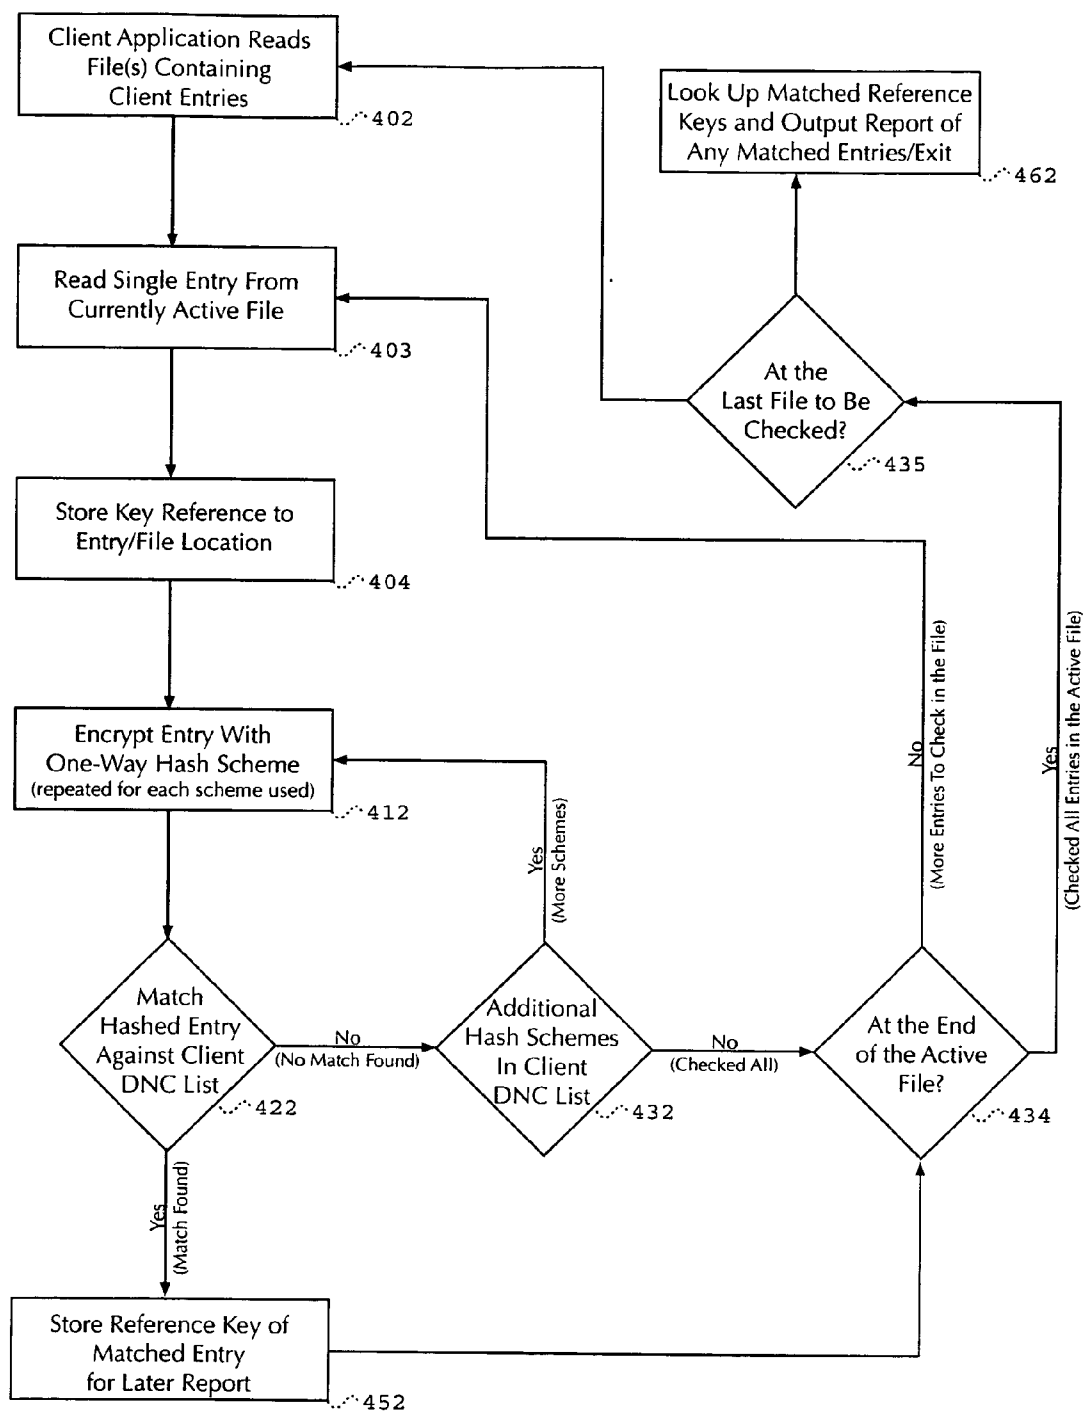 Client Application Reads
File(s) Containing
Client Entries
402
Look Up Matched Reference
Keys and Output Report of
Any Matched Entries/Exit
462
Read Single Entry From
Currently Active File
403
At the
Last File to Be
Checked?
435
Store Key Reference to
Entry/File Location
404
Encrypt Entry With
One-Way Hash Scheme
(repeated for each scheme used)
412
Yes
(More Schemes)
No
(More Entries To Check in the File)
Yes
(Checked All Entries in the Active File)
Match
Hashed Entry
Against Client
DNC List
422
No
(No Match Found)
Additional
Hash Schemes
In Client
DNC List
432
No
(Checked All)
At the End
of the Active
File?
434
Yes
(Match Found)
Store Reference Key of
Matched Entry
for Later Report
452